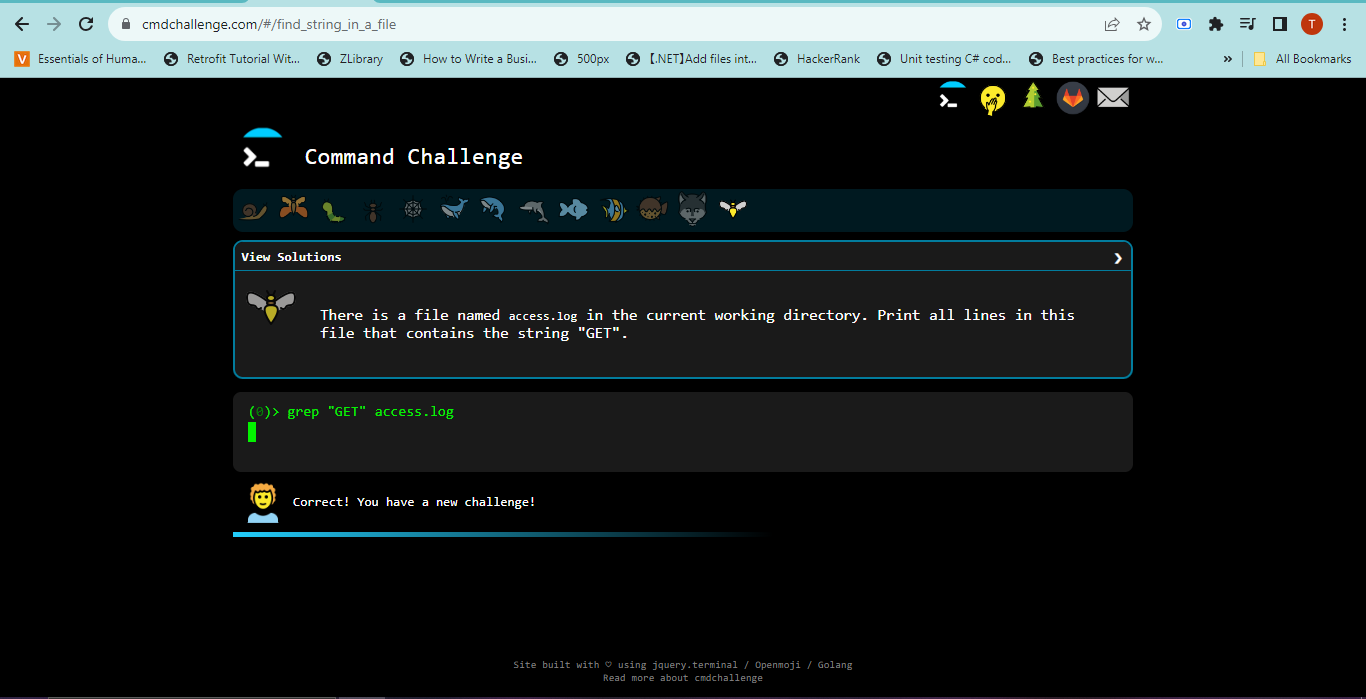 cmdchallenge.com/#/find_string_in_a_file
T
V Essentials of Huma... Retrofit Tutorial Wit... ZLibrary How to Write a Busi... 500px 【.NET】Add files int... HackerRank Unit testing C# cod... Best practices for w... » All Bookmarks
Command Challenge
View Solutions ❯
There is a file named access.log in the current working directory. Print all lines in this
file that contains the string "GET".
(0)> grep "GET" access.log
Correct! You have a new challenge!
Site built with ♡ using jquery.terminal / Openmoji / Golang
Read more about cmdchallenge